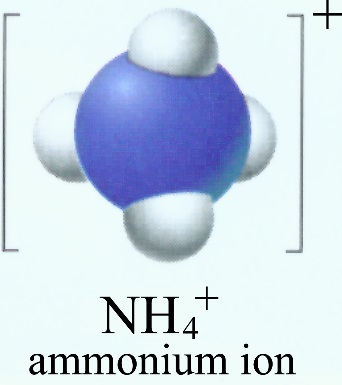 [ ]+
NH₄⁺
ammonium ion